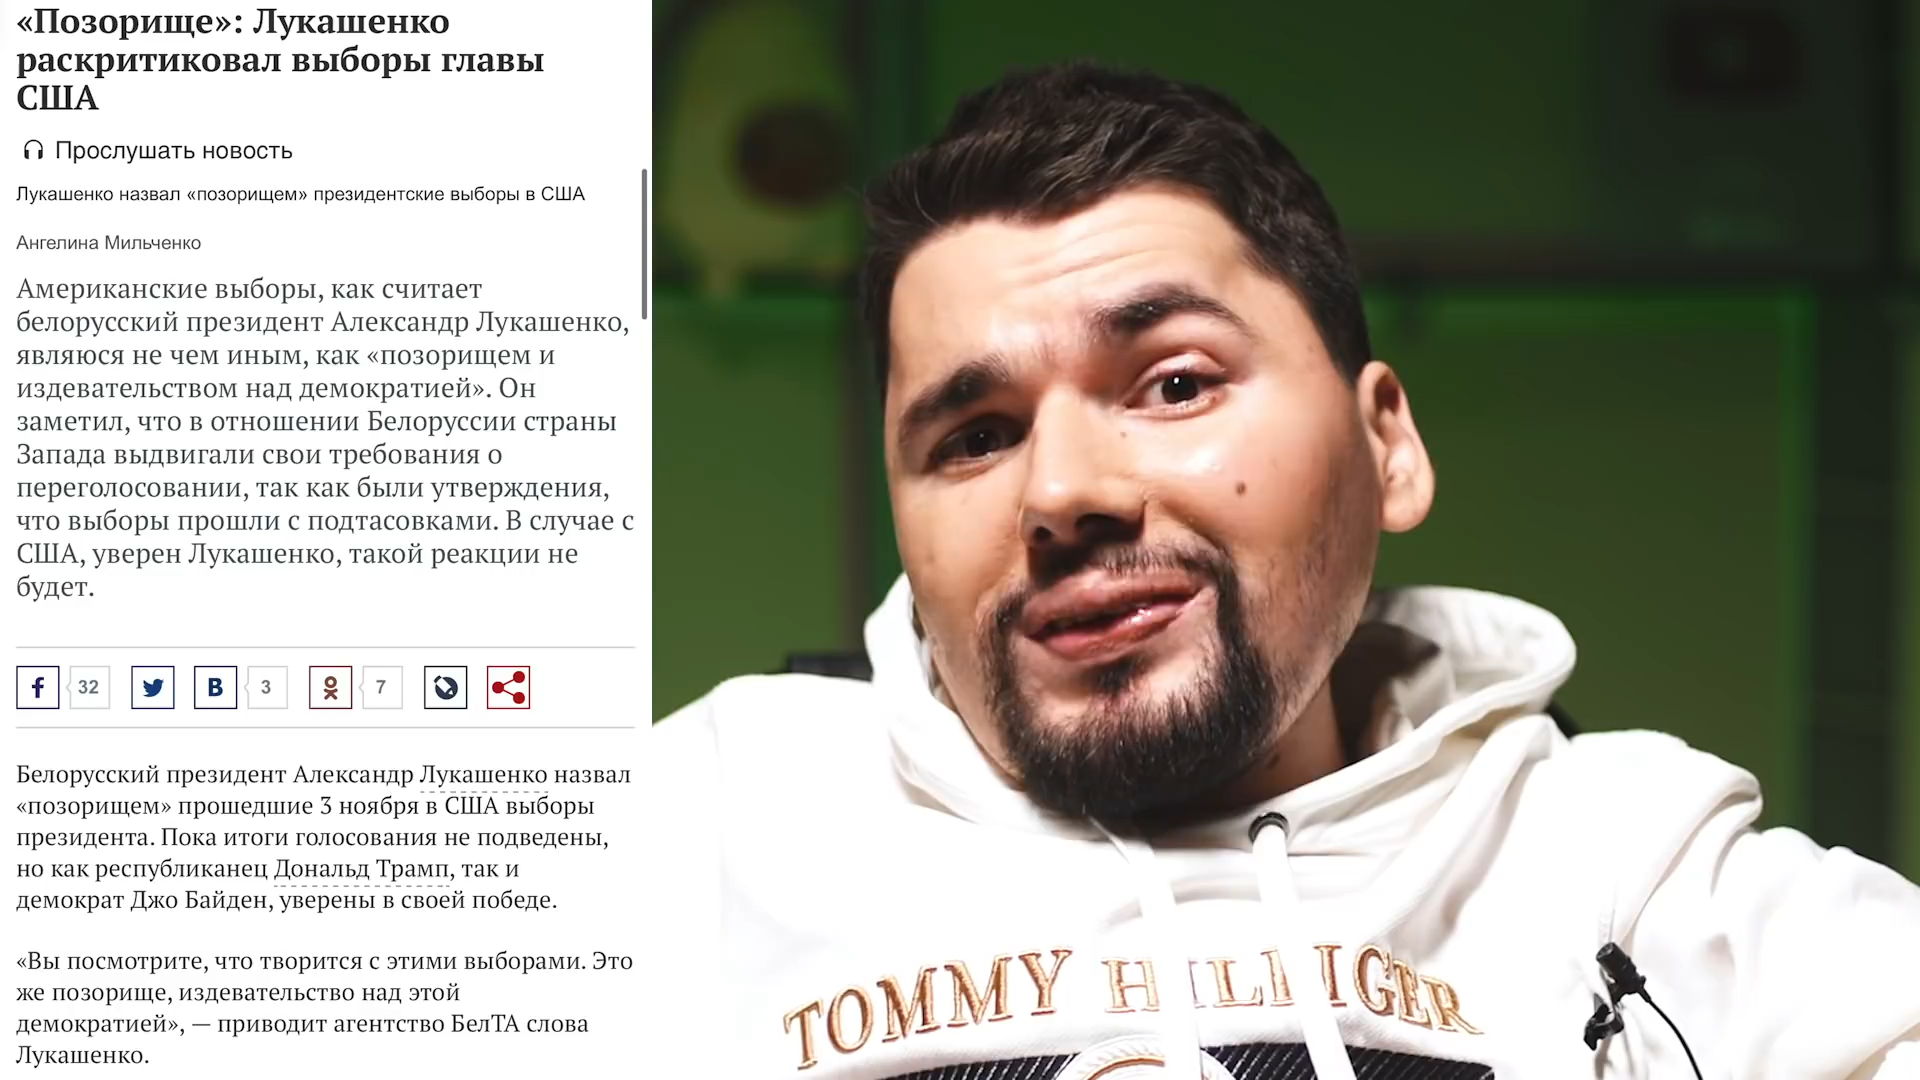 «Позорище»: Лукашенко
раскритиковал выборы главы
США
Прослушать новость
Лукашенко назвал «позорищем» президентские выборы в США
Ангелина Мильченко
Американские выборы, как считает
белорусский президент Александр Лукашенко,
являюся не чем иным, как «позорищем и
издевательством над демократией». Он
заметил, что в отношении Белоруссии страны
Запада выдвигали свои требования о
переголосовании, так как были утверждения,
что выборы прошли с подтасовками. В случае с
США, уверен Лукашенко, такой реакции не
будет.
32 В 3 7
Белорусский президент Александр Лукашенко назвал
«позорищем» прошедшие 3 ноября в США выборы
президента. Пока итоги голосования не подведены,
но как республиканец Дональд Трамп, так и
демократ Джо Байден, уверены в своей победе.
«Вы посмотрите, что творится с этими выборами. Это
же позорище, издевательство над этой
демократией», — приводит агентство БелТА слова
Лукашенко.
TOMMY HILFIGER